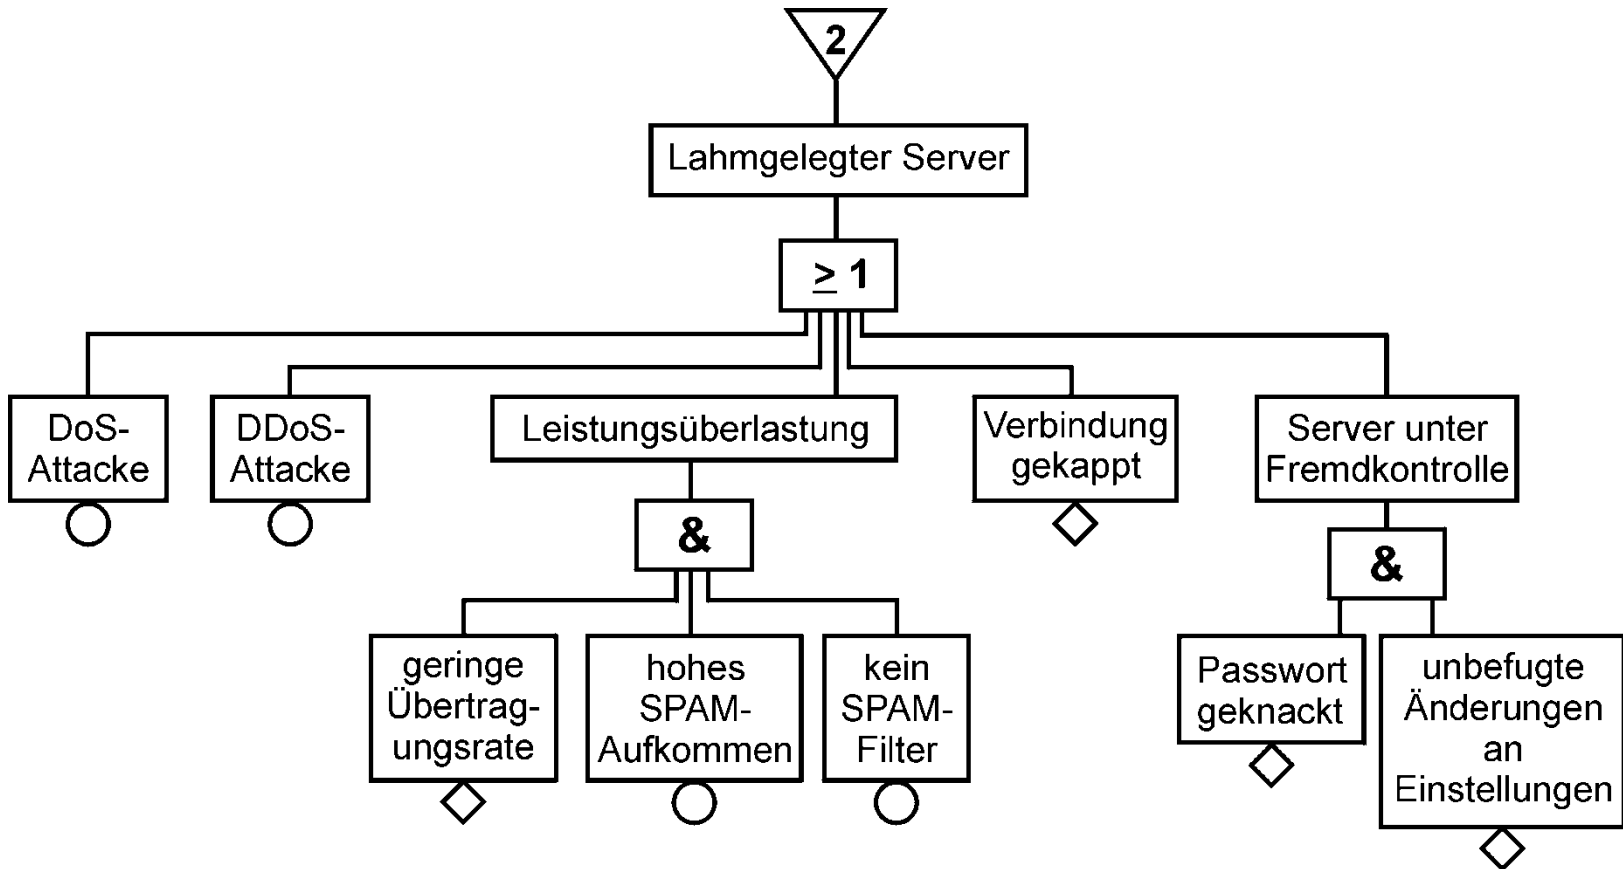 2
Lahmgelegter Server
≥ 1
DoS-
Attacke
DDoS-
Attacke
Leistungsüberlastung
Verbindung
gekappt
Server unter
Fremdkontrolle
&
&
geringe
Übertrag-
ungsrate
hohes
SPAM-
Aufkommen
kein
SPAM-
Filter
Passwort
geknackt
unbefugte
Änderungen
an
Einstellungen